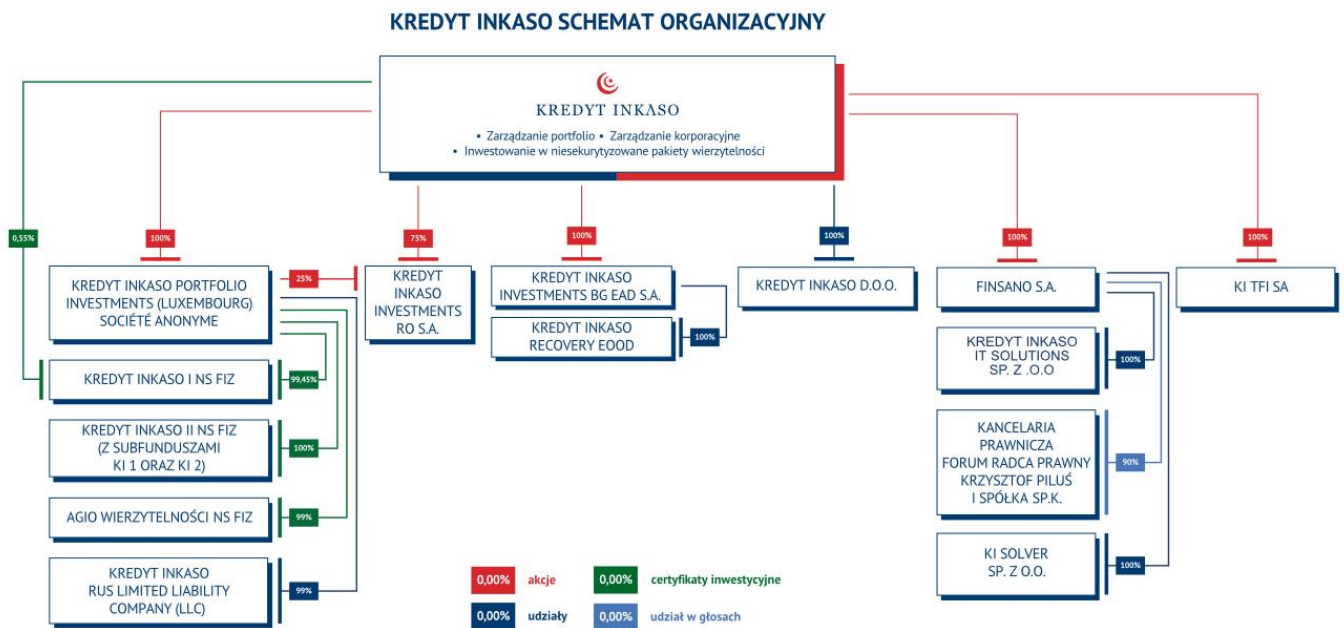 KREDYT INKASO SCHEMAT ORGANIZACYJNY
KREDYT INKASO
• Zarządzanie portfolio • Zarządzanie korporacyjne
• Inwestowanie w niesekurytyzowane pakiety wierzytelności
0,55%
100%
75%
100%
100%
100%
100%
KREDYT INKASO PORTFOLIO
INVESTMENTS (LUXEMBOURG)
SOCIÉTÉ ANONYME
25%
KREDYT
INKASO
INVESTMENTS
RO S.A.
KREDYT INKASO
INVESTMENTS BG EAD S.A.
KREDYT INKASO
RECOVERY EOOD
100%
KREDYT INKASO D.O.O.
FINSANO S.A.
KI TFI SA
KREDYT INKASO I NS FIZ
99,45%
KREDYT INKASO II NS FIZ
(Z SUBFUNDUSZAMI
KI 1 ORAZ KI 2)
100%
AGIO WIERZYTELNOŚCI NS FIZ
99%
KREDYT INKASO
RUS LIMITED LIABILITY
COMPANY (LLC)
99%
KREDYT INKASO
IT SOLUTIONS
SP. Z .O.O
100%
KANCELARIA
PRAWNICZA
FORUM RADCA PRAWNY
KRZYSZTOF PILUŚ
I SPÓŁKA SP.K.
90%
KI SOLVER
SP. Z O.O.
100%
0,00% akcje
0,00% certyfikaty inwestycyjne
0,00% udziały
0,00% udział w głosach